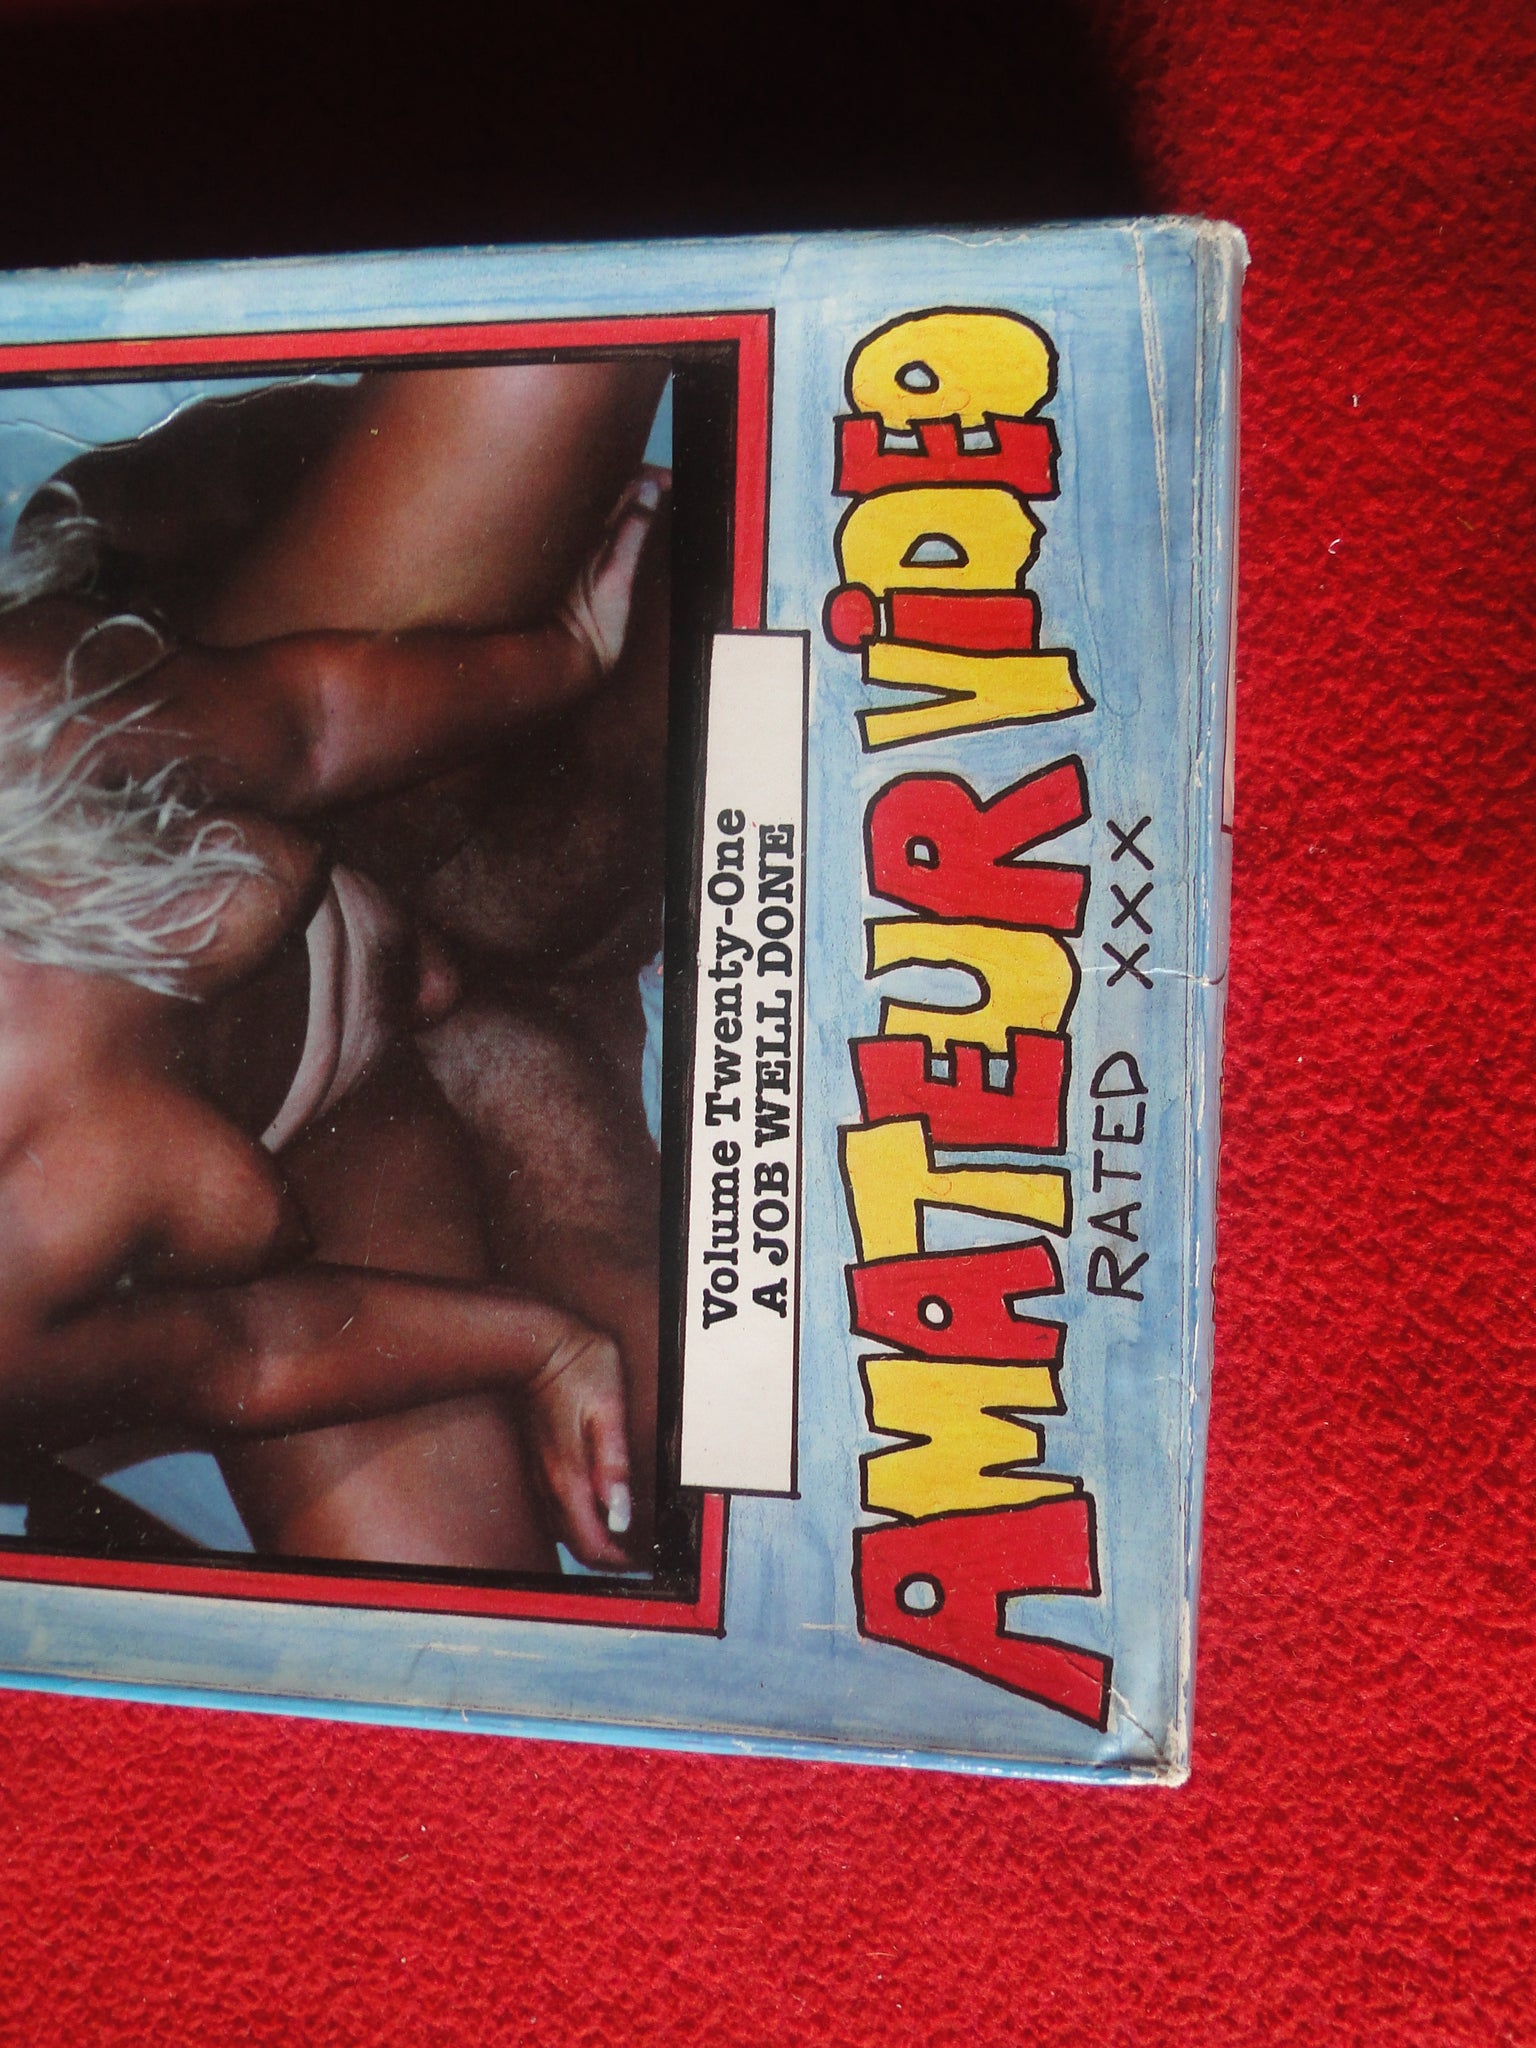 AMATEUR ViDEO
RATED XXX
Volume Twenty-One
A JOB WELL DONE